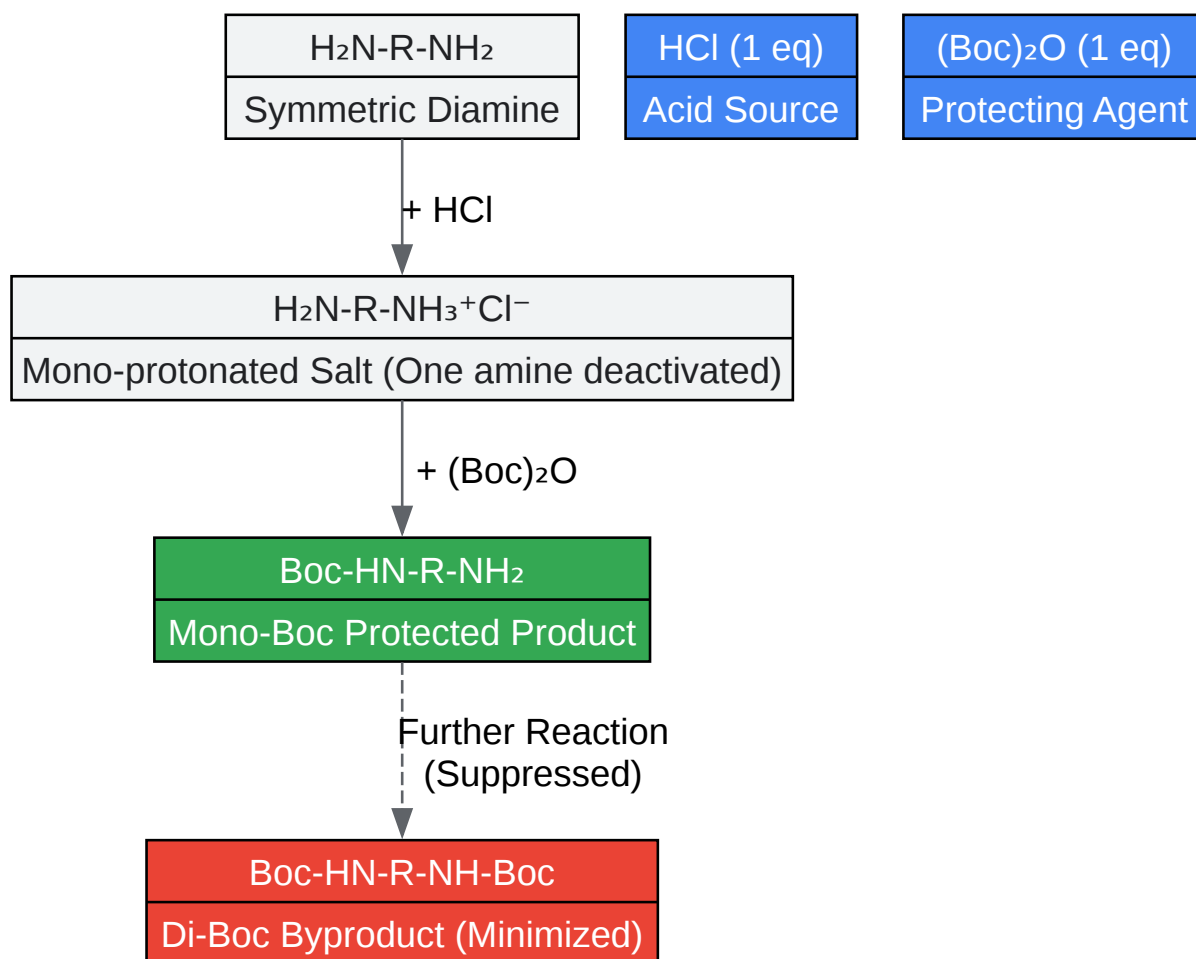 H₂N-R-NH₂
Symmetric Diamine
HCl (1 eq)
Acid Source
(Boc)₂O (1 eq)
Protecting Agent
+ HCl
H₂N-R-NH₃⁺Cl⁻
Mono-protonated Salt (One amine deactivated)
+ (Boc)₂O
Boc-HN-R-NH₂
Mono-Boc Protected Product
Further Reaction
(Suppressed)
Boc-HN-R-NH-Boc
Di-Boc Byproduct (Minimized)